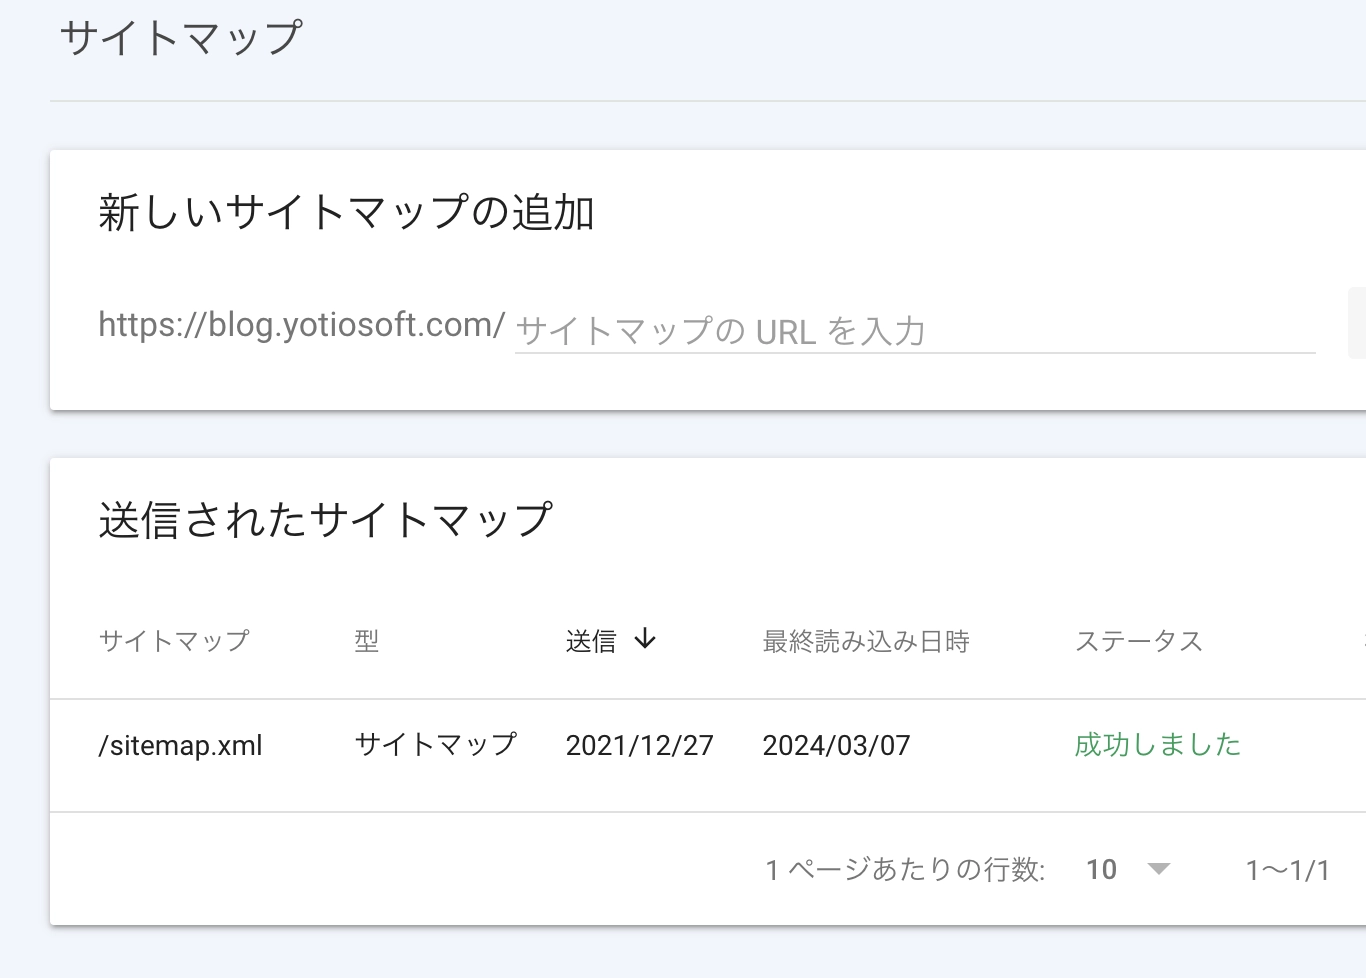 サイトマップ
新しいサイトマップの追加
https://blog.yotiosoft.com/ サイトマップの URL を入力
送信されたサイトマップ
サイトマップ 型 送信 ↓ 最終読み込み日時 ステータス
/sitemap.xml サイトマップ 2021/12/27 2024/03/07 成功しました
1 ページあたりの行数: 10 1～1/1